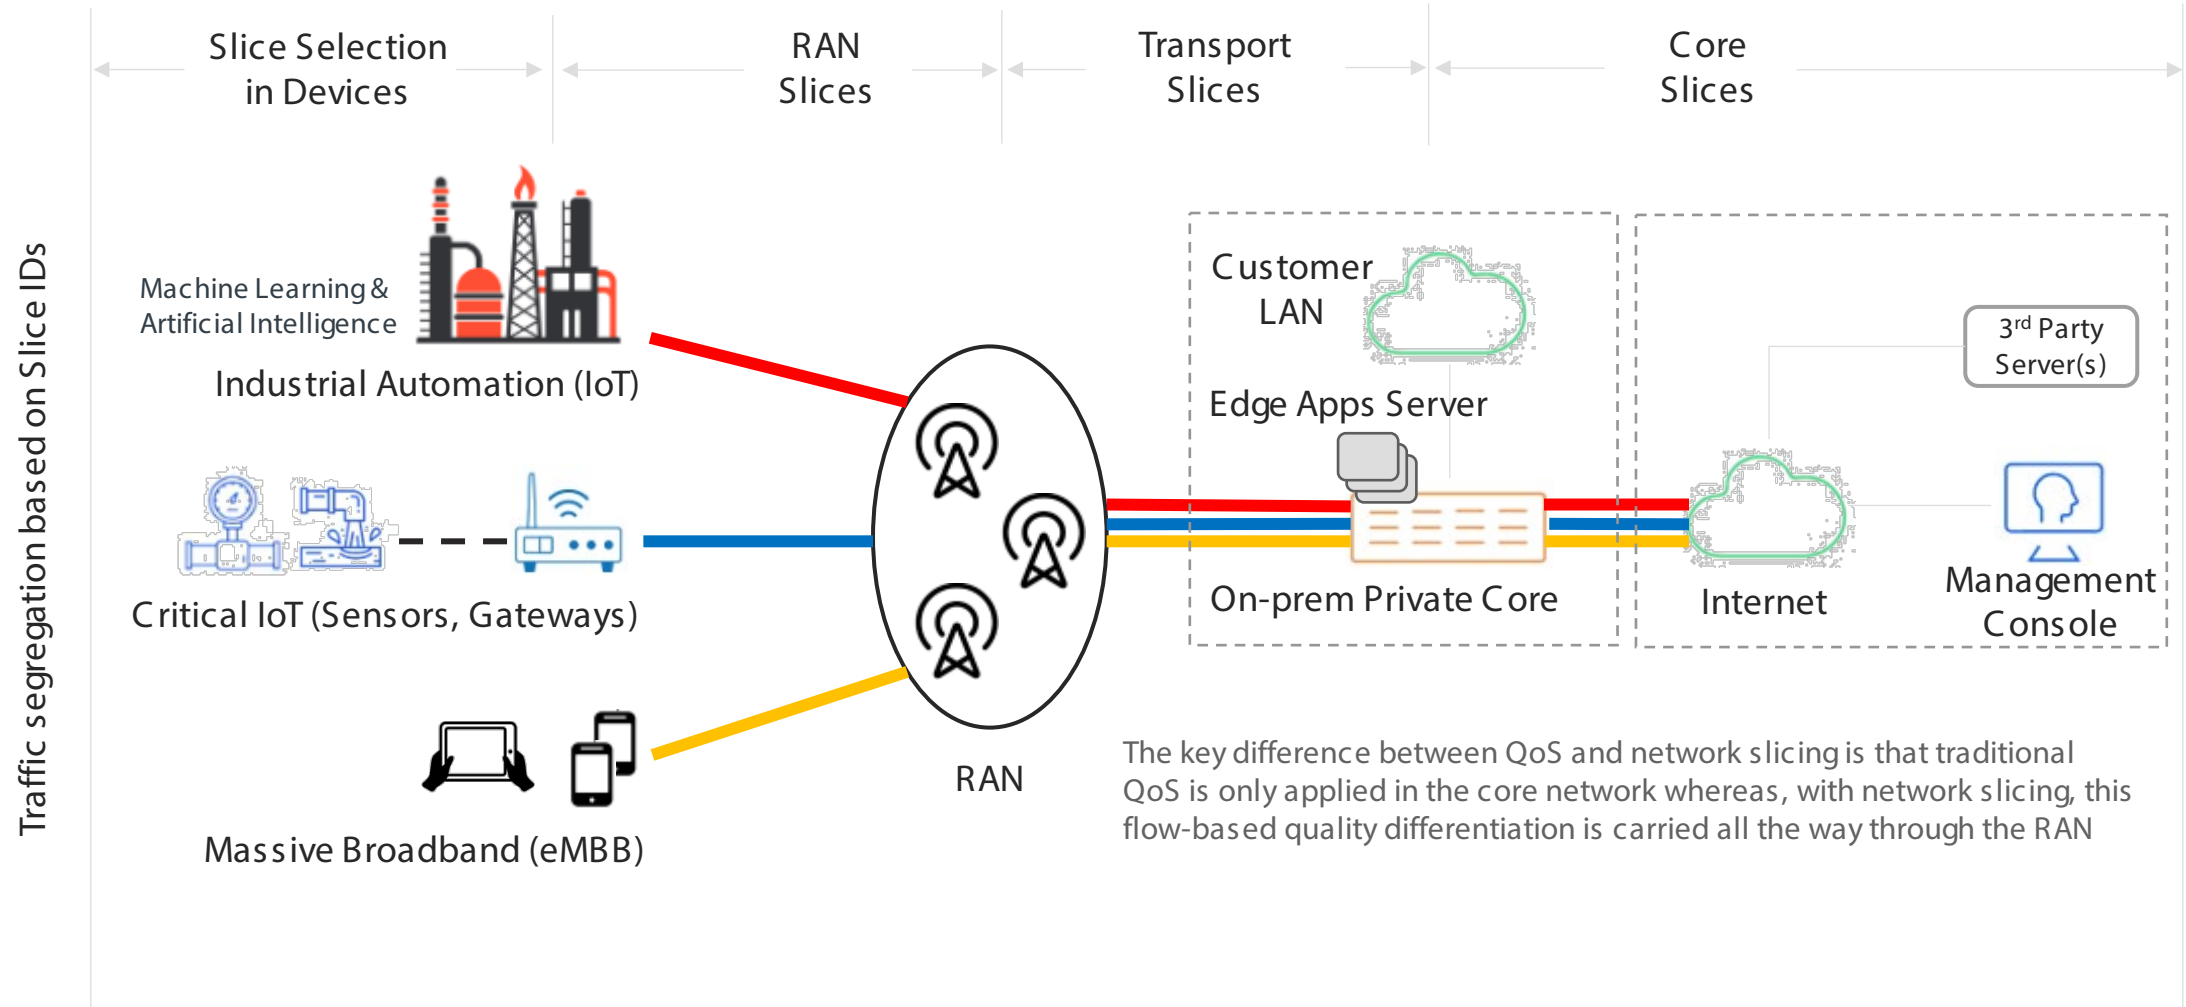 Slice Selection
in Devices
RAN
Slices
Transport
Slices
Core
Slices
Traffic segregation based on Slice IDs
Machine Learning &
Artificial Intelligence
Industrial Automation (IoT)
Critical IoT (Sensors, Gateways)
Massive Broadband (eMBB)
RAN
Customer
LAN
Edge Apps Server
On-prem Private Core
3rd Party
Server(s)
Internet
Management
Console
The key difference between QoS and network slicing is that traditional
QoS is only applied in the core network whereas, with network slicing, this
flow-based quality differentiation is carried all the way through the RAN